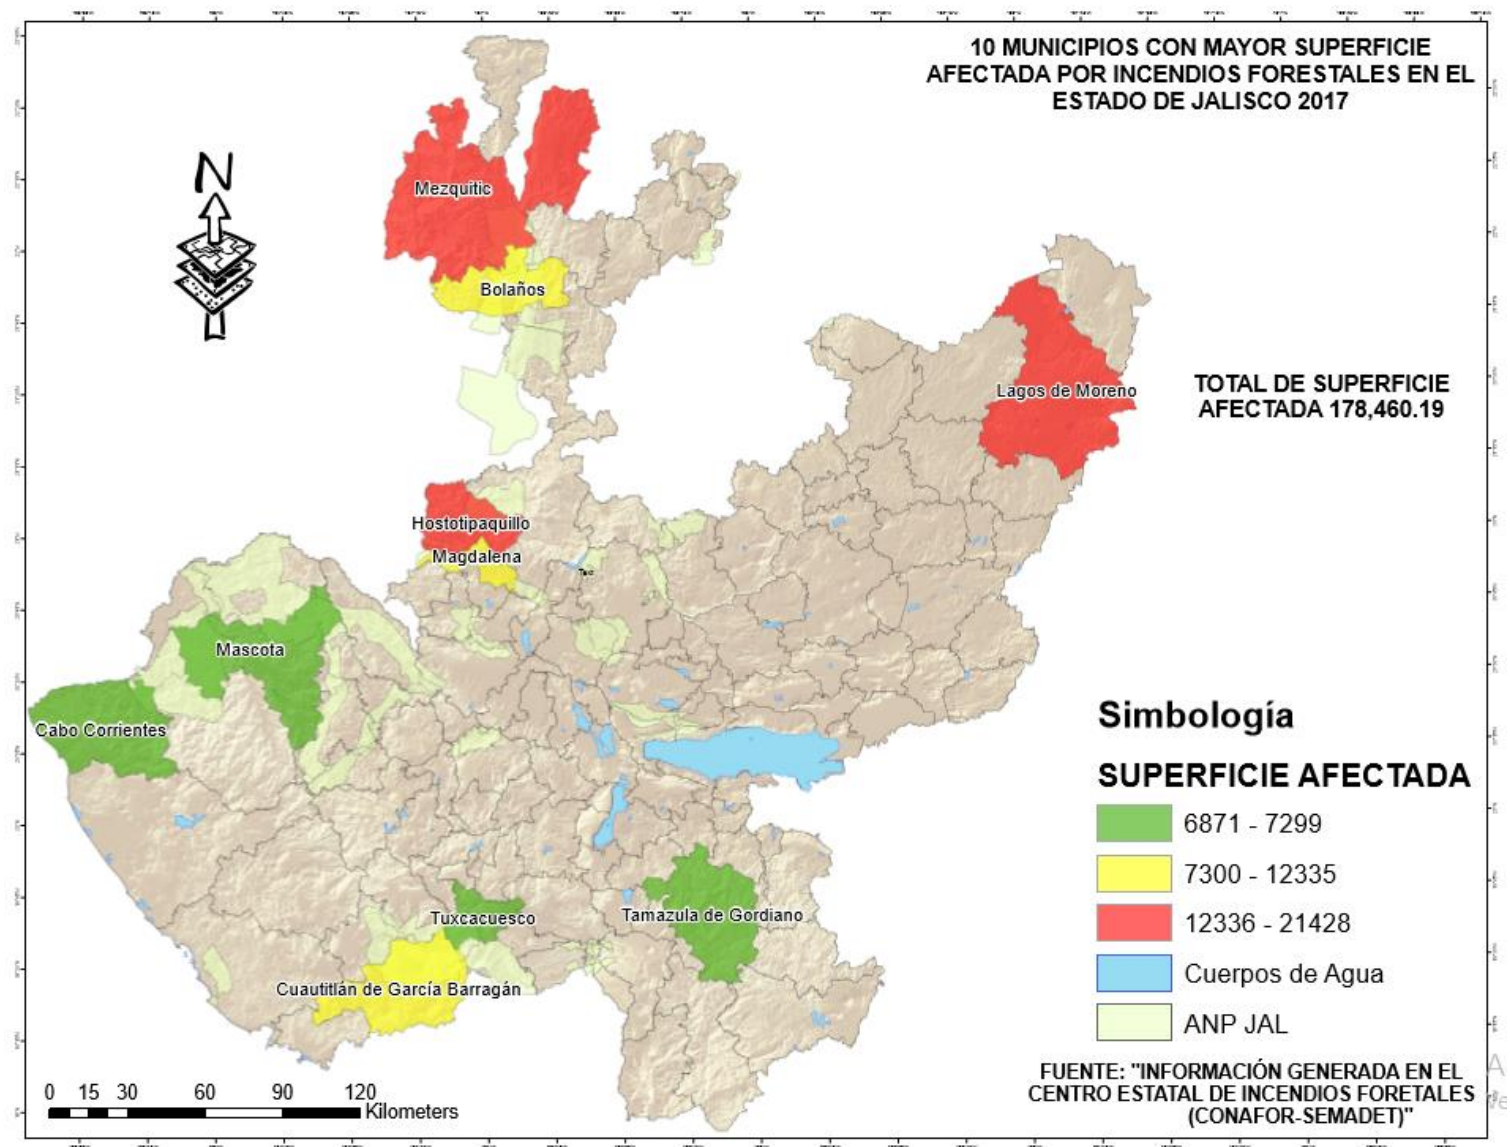 10 MUNICIPIOS CON MAYOR SUPERFICIE
AFECTADA POR INCENDIOS FORESTALES EN EL
ESTADO DE JALISCO 2017
N
Mezquitic
Bolaños
Lagos de Moreno
TOTAL DE SUPERFICIE
AFECTADA 178,460.19
Hostotipaquillo
Magdalena
Mascota
Cabo Corrientes
Tuxcacuesco
Tamazula de Gordiano
Cuautitlán de García Barragán
Simbología
SUPERFICIE AFECTADA
6871 - 7299
7300 - 12335
12336 - 21428
Cuerpos de Agua
ANP JAL
0 15 30 60 90 120
Kilometers
FUENTE: "INFORMACIÓN GENERADA EN EL
CENTRO ESTATAL DE INCENDIOS FORETALES
(CONAFOR-SEMADET)"